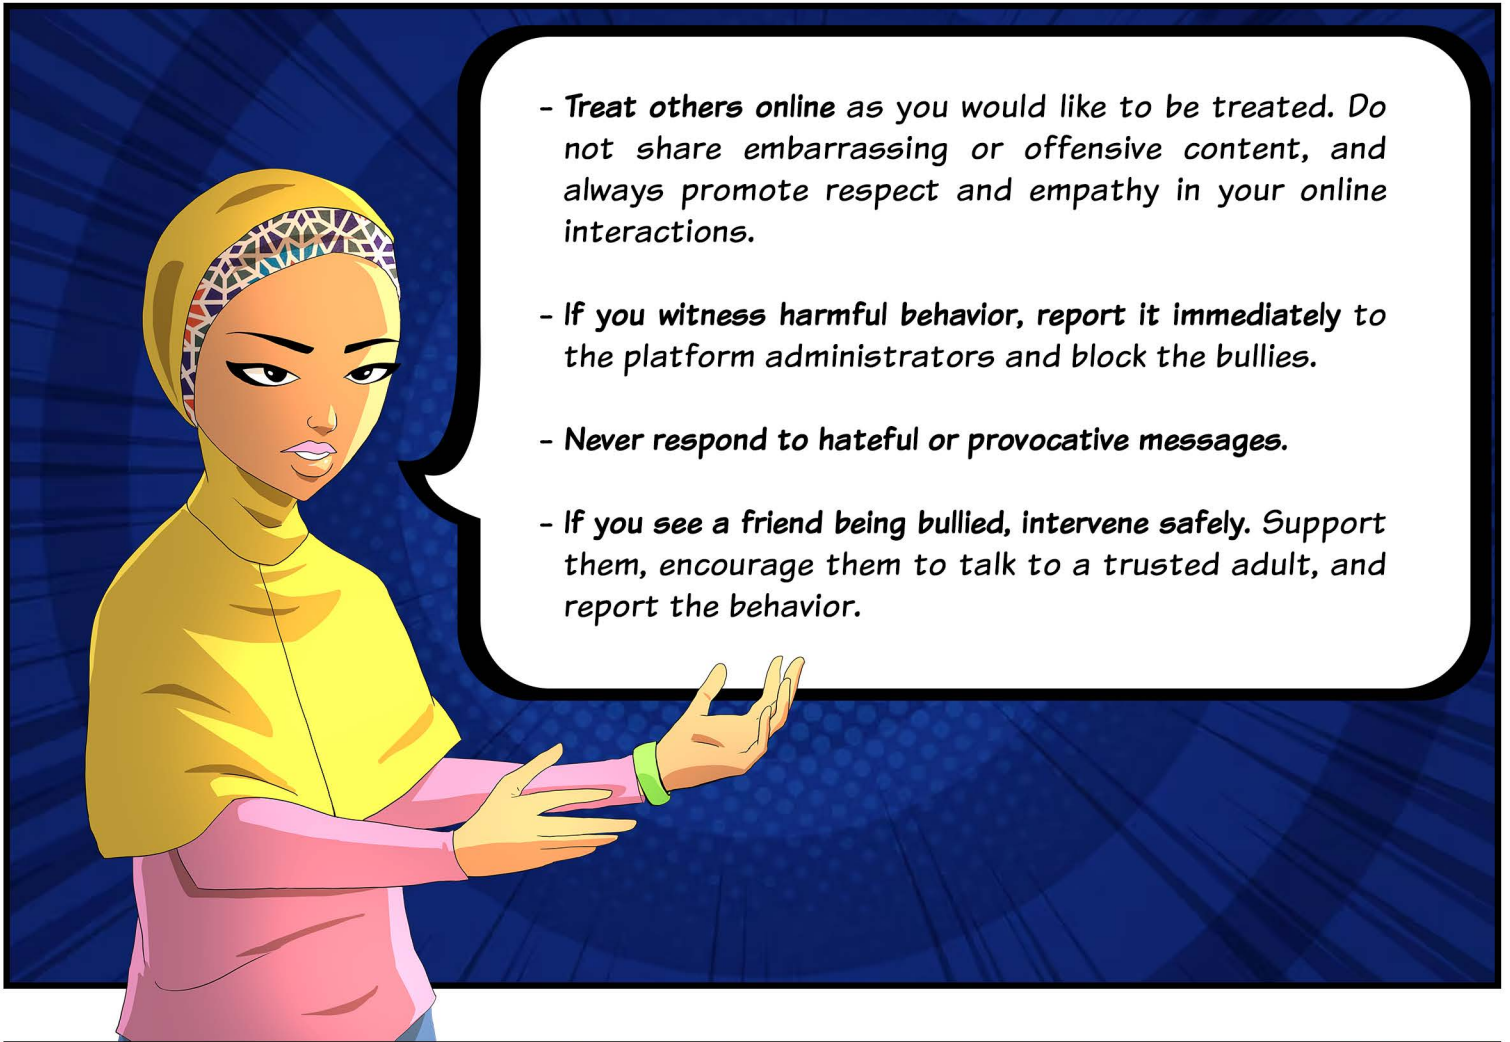 - Treat others online as you would like to be treated. Do
not share embarrassing or offensive content, and
always promote respect and empathy in your online
interactions.
- If you witness harmful behavior, report it immediately to
the platform administrators and block the bullies.
- Never respond to hateful or provocative messages.
- If you see a friend being bullied, intervene safely. Support
them, encourage them to talk to a trusted adult, and
report the behavior.